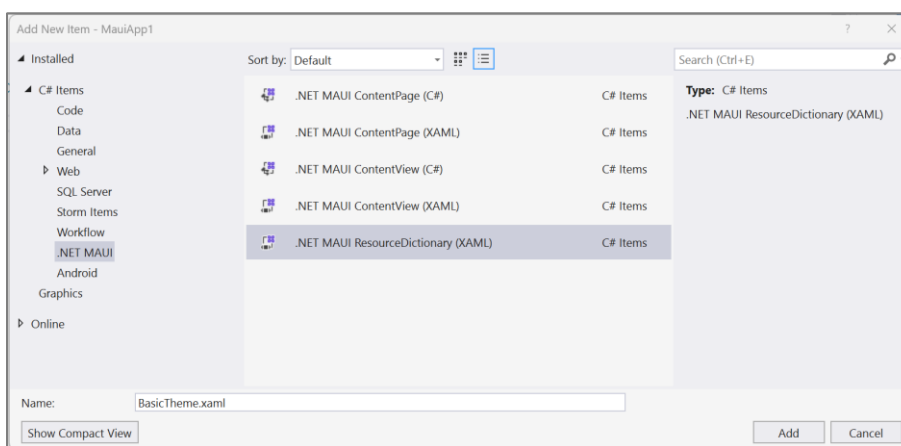 Add New Item - MauiApp1
?
Installed
Sort by: Default
Search (Ctrl+E)
C# Items
Code
Data
General
Web
SQL Server
Storm Items
Workflow
.NET MAUI
Android
Graphics
Online
.NET MAUI ContentPage (C#) C# Items
.NET MAUI ContentPage (XAML) C# Items
.NET MAUI ContentView (C#) C# Items
.NET MAUI ContentView (XAML) C# Items
.NET MAUI ResourceDictionary (XAML) C# Items
Type: C# Items
.NET MAUI ResourceDictionary (XAML)
Name: BasicTheme.xaml
Show Compact View
Add
Cancel